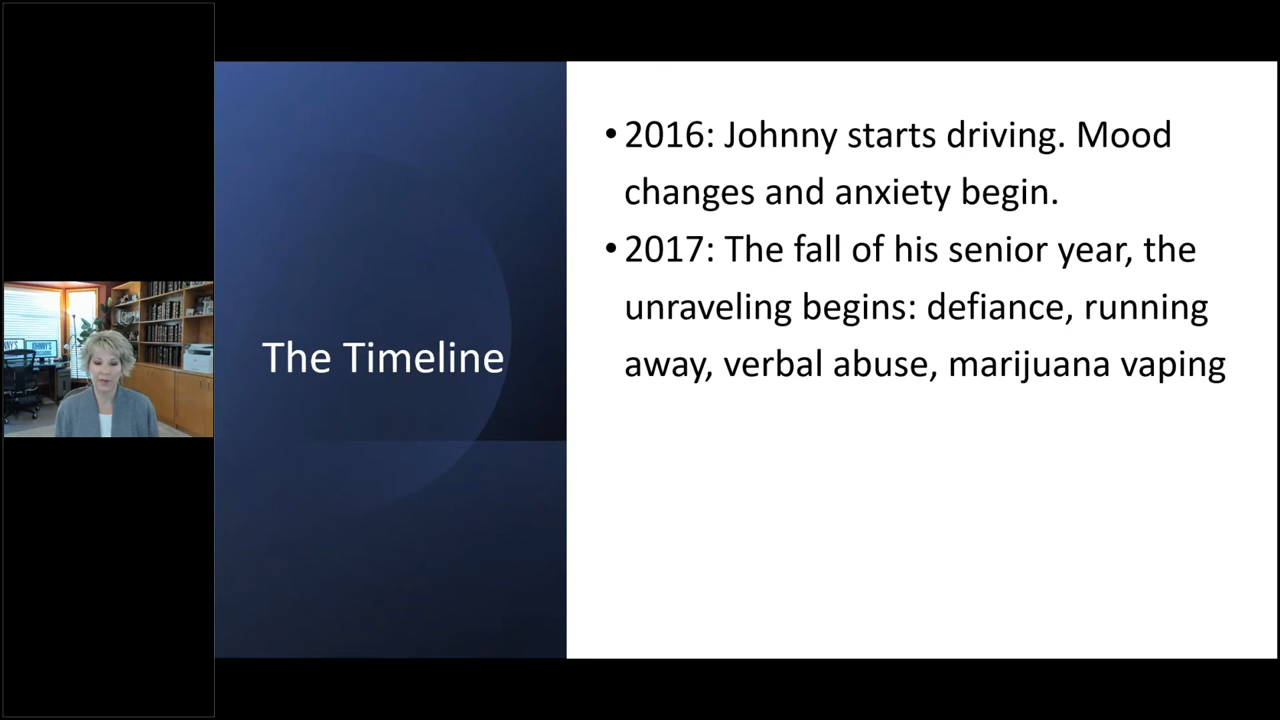 The Timeline
• 2016: Johnny starts driving. Mood
changes and anxiety begin.
• 2017: The fall of his senior year, the
unraveling begins: defiance, running
away, verbal abuse, marijuana vaping